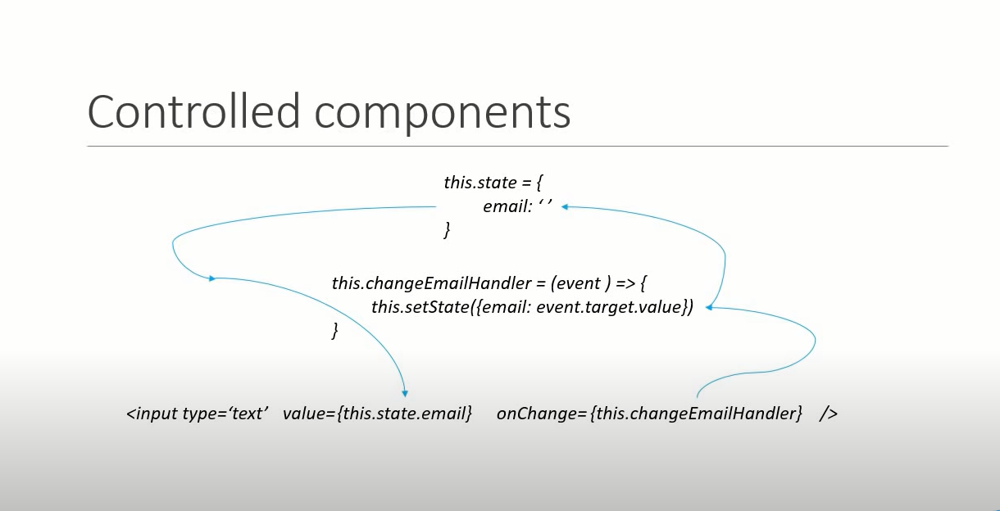 Controlled components
this.state = {
email: ‘ ’
}
this.changeEmailHandler = (event ) => {
this.setState({email: event.target.value})
}
<input type=‘text’ value={this.state.email} onChange={this.changeEmailHandler} />